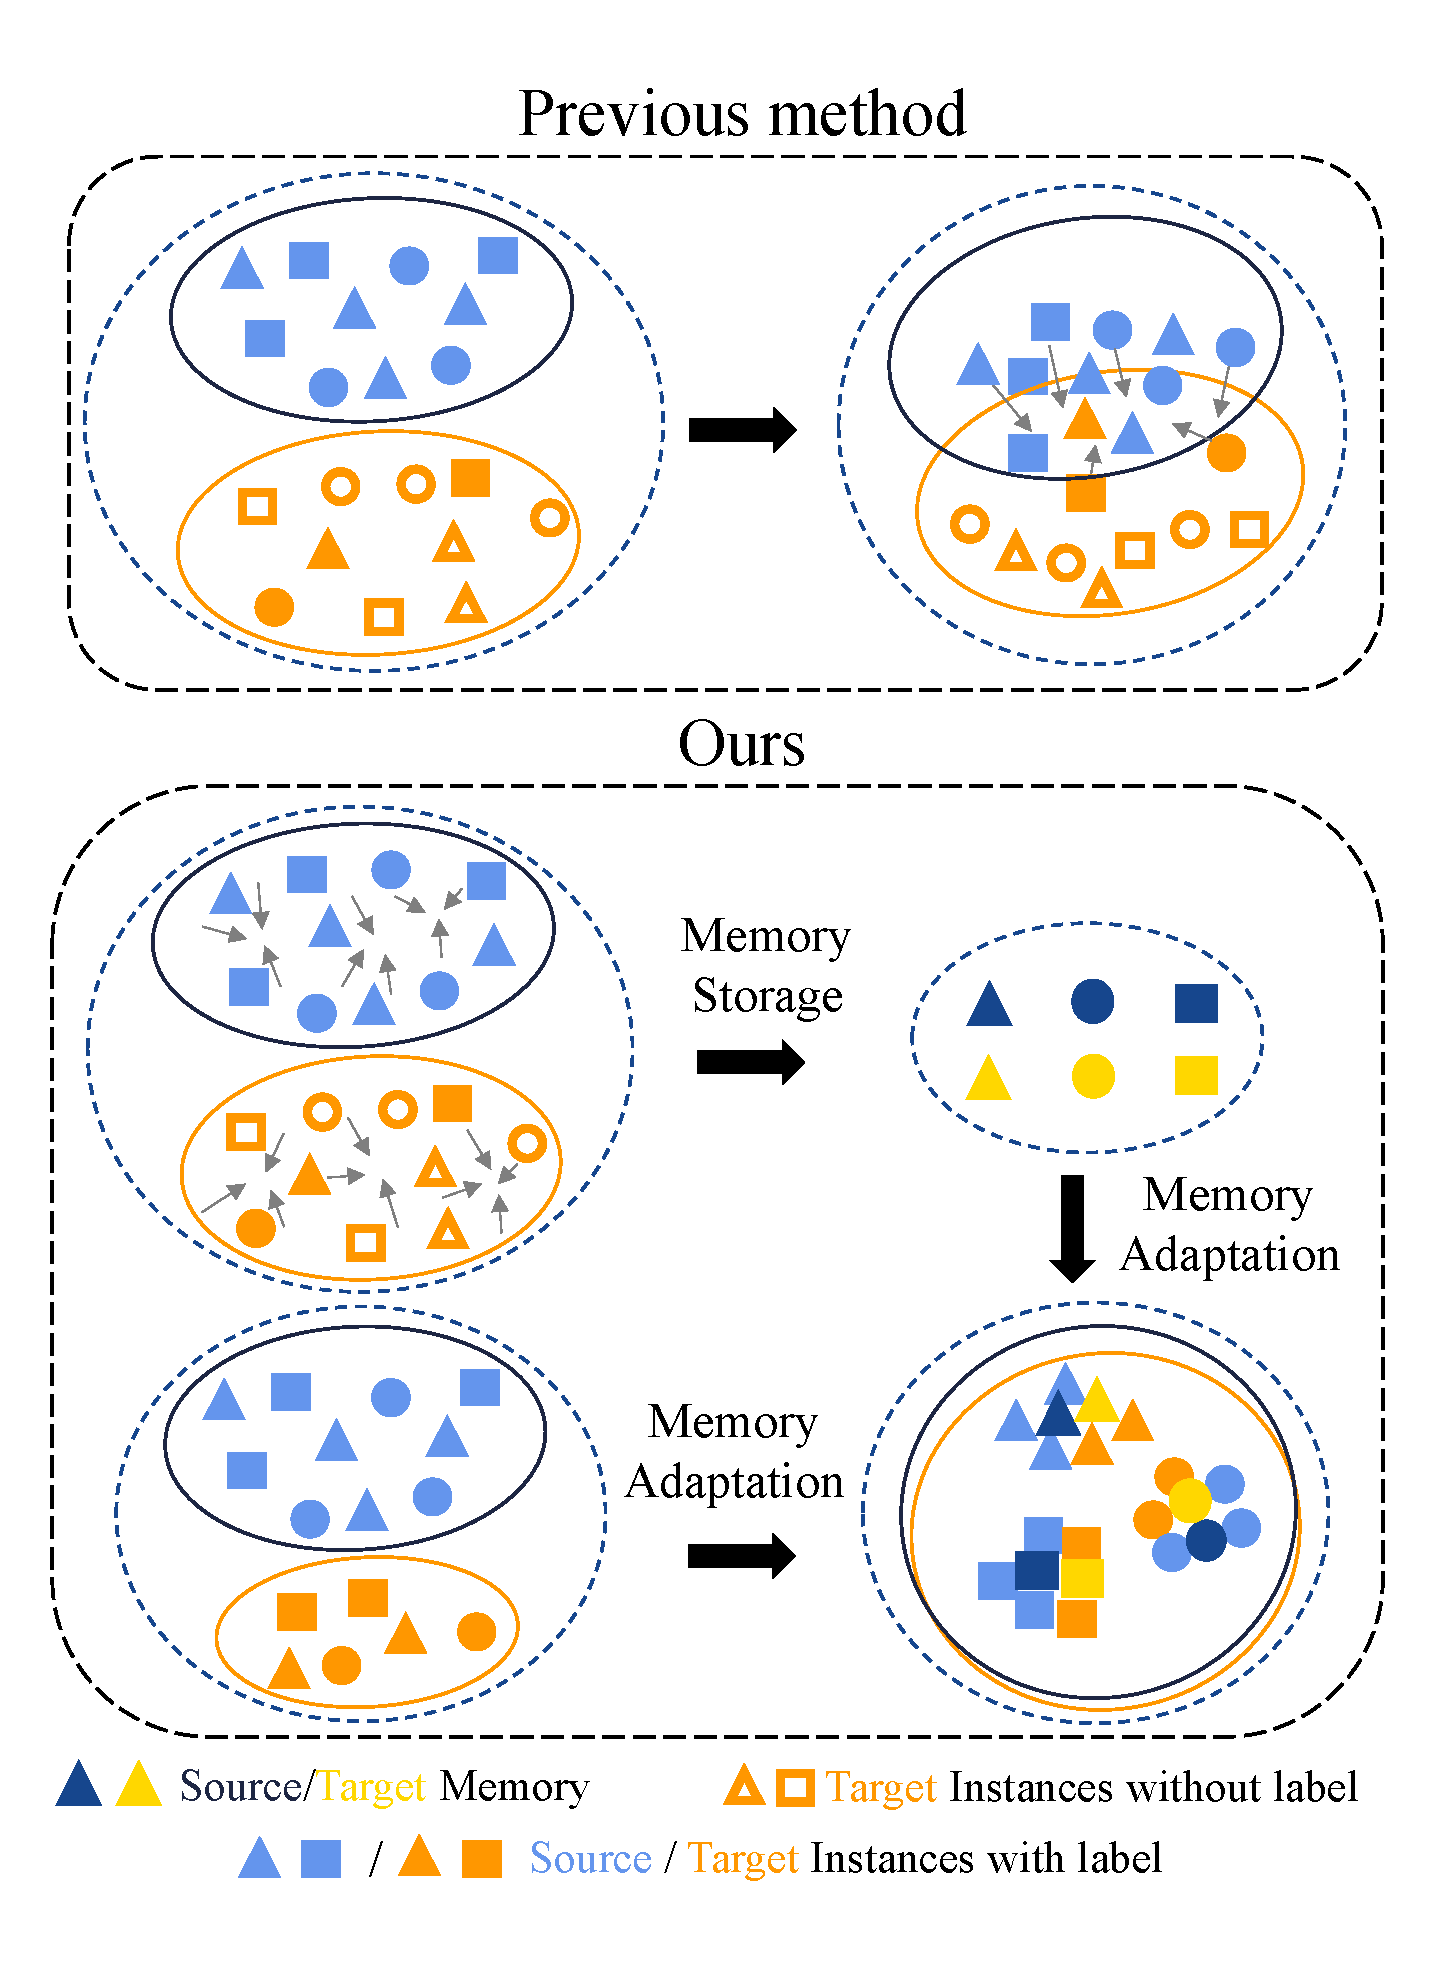 Previous method
Ours
Memory
Storage
Memory
Adaptation
Memory
Adaptation
Source/Target Memory
Target Instances without label
/ Source / Target Instances with label